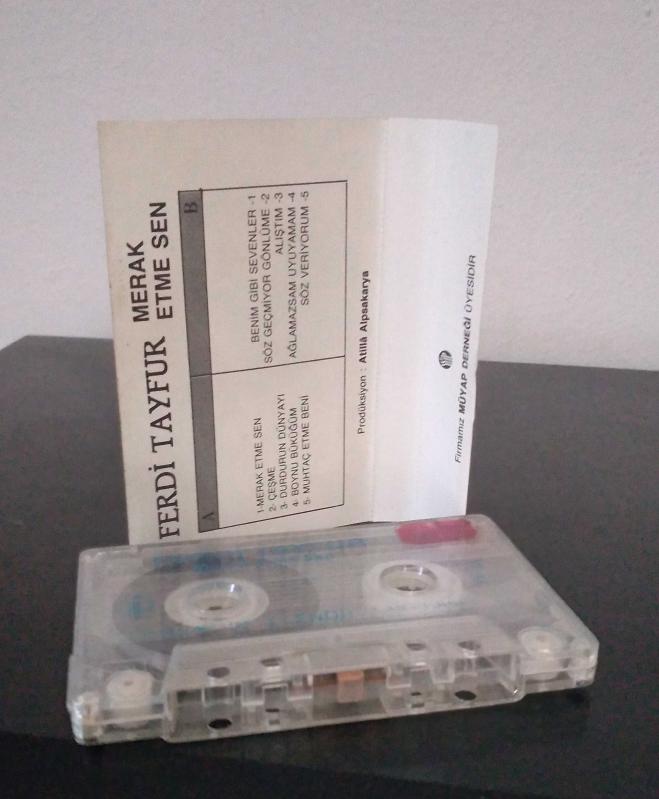 FERDİ TAYFUR
MERAK
ETME SEN
A
1-MERAK ETME SEN
2- ÇEŞME
3- DURDURUN DÜNYAYI
4- BOYNU BÜKÜĞÜM
5- MUHTAÇ ETME BENİ
B
BENİM GİBİ SEVENLER -1
SÖZ GEÇMİYOR GÖNLÜME -2
ALIŞTIM -3
AĞLAMAZSAM UYUYAMAM -4
SÖZ VERİYORUM -5
Prodüksiyon : Atillâ Alpsakarya
Firmamız MÜYAP DERNEĞİ ÜYESİDİR